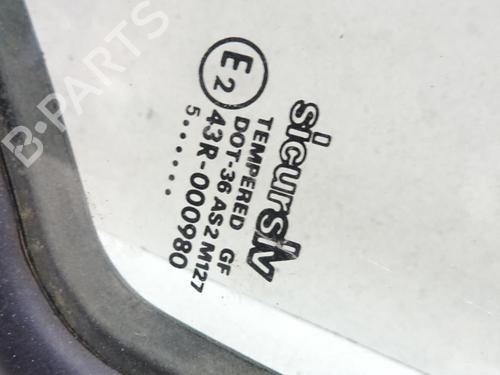 sicursiv
TEMPERED GF
DOT-36 AS2 M127
E2 43R-000980
5.......
B-PARTS